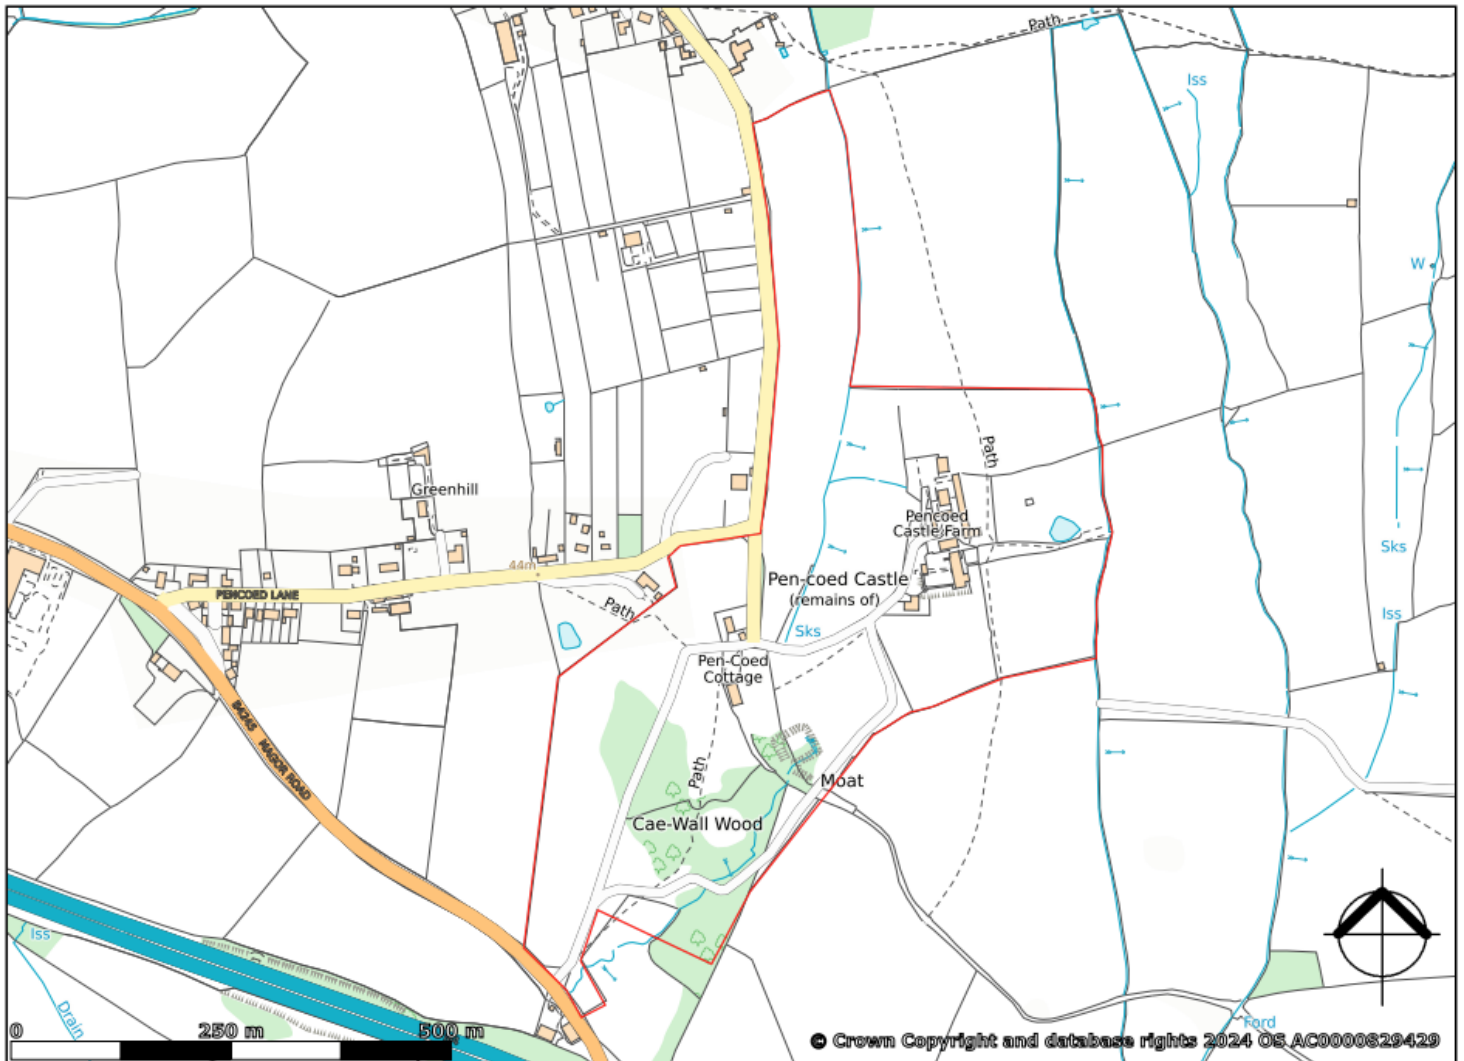 Path
Iss
W
Greenhill
Path
Pencoed
Castle Farm
44m
Sks
Pen-coed Castle
(remains of)
PENCOED LANE
Path
Sks
Iss
Pen-Coed
Cottage
B4245 MAGOR ROAD
Path
Moat
Cae-Wall Wood
Iss
Drain
Ford
0 250 m 500 m
© Crown Copyright and database rights 2024 OS AC0000829429